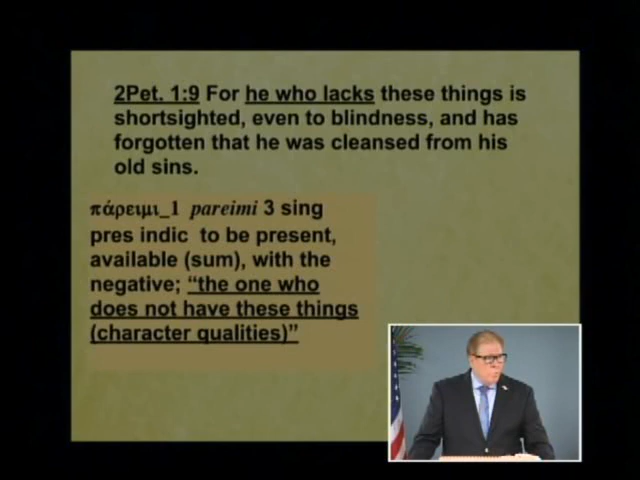 2Pet. 1:9 For he who lacks these things is
shortsighted, even to blindness, and has
forgotten that he was cleansed from his
old sins.
πάρειμι_1 pareimi 3 sing
pres indic to be present,
available (sum), with the
negative; “the one who
does not have these things
(character qualities)”